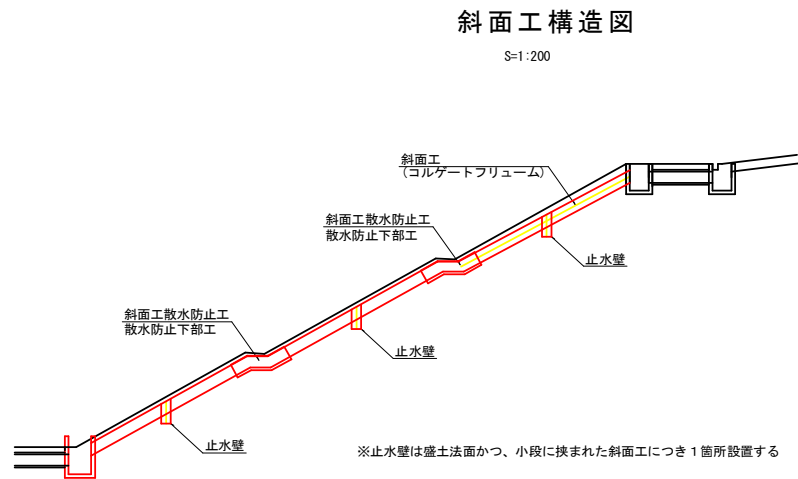 斜面工構造図
S=1:200
斜面工
(コルゲートフリューム)
斜面工散水防止工
散水防止下部工
止水壁
斜面工散水防止工
散水防止下部工
止水壁
止水壁
※止水壁は盛土法面かつ、小段に挟まれた斜面工につき１箇所設置する